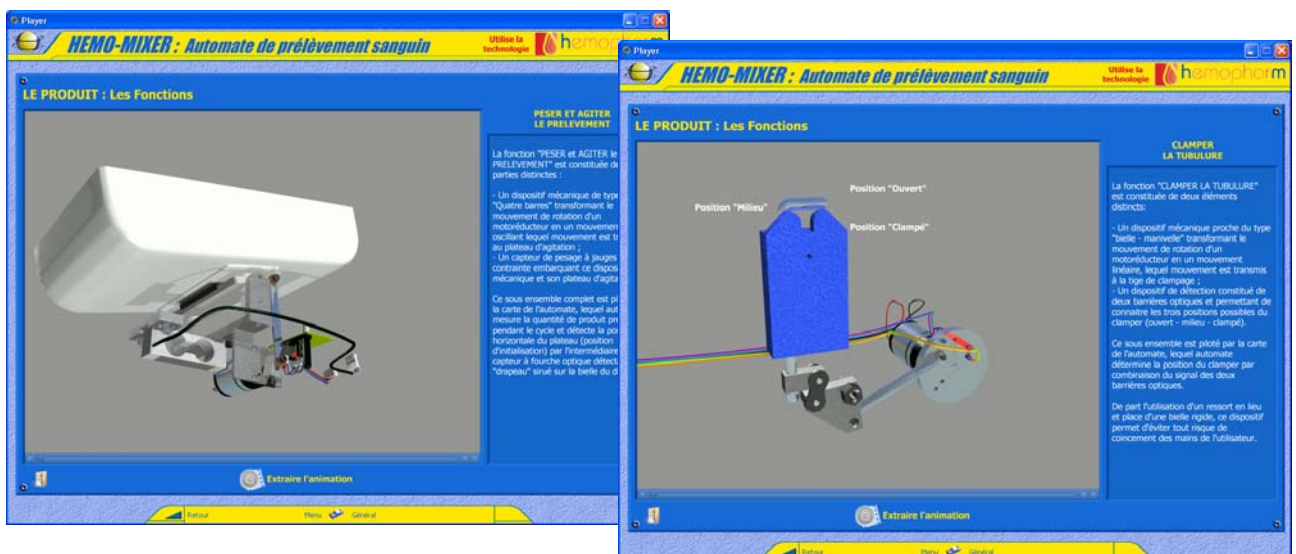 Player
HEMO-MIXER : Automate de prélèvement sanguin
Utilise la
technologie
LE PRODUIT : Les Fonctions
PESER ET AGITER
LE PRELEVEMENT
La fonction "PESER et AGITER le
PRELEVEMENT" est constituée de
parties distinctes :
- Un dispositif mécanique de type
"Quatre barres" transformant le
mouvement de rotation d'un
motoréducteur en un
oscillant lequel mouvement est
au plateau d'agitation ;
- Un capteur de pesage à jauges
contrainte embarquant ce
mécanique et son plateau
Ce sous ensemble complet est
la carte de l'automate, lequel
mesure la quantité de produit
pendant le cycle et détecte la
horizontale du plateau (position
d'initialisation) par l'intermédiaire
capteur à fourche optique
"drapeau" sirué sur la bielle du
Extraire l'animation
Retour
Menu
Général
Player
HEMO-MIXER : Automate de prélèvement sanguin
Utilise la
technologie
hemopharm
LE PRODUIT : Les Fonctions
Position "Ouvert"
Position "Milieu"
Position "Clampé"
CLAMPER
LA TUBULURE
La fonction "CLAMPER LA TUBULURE"
est constituée de deux éléments
distincts:
- Un dispositif mécanique proche du type
"bielle - manivelle" transformant le
mouvement de rotation d'un
motoréducteur en un mouvement
linéaire, lequel mouvement est transmis
à la tige de clampage ;
- Un dispositif de détection constitué de
deux barrières optiques et permettant de
connaitre les trois positions possibles du
clamper (ouvert - milieu - clampé).
Ce sous ensemble est piloté par la carte
de l'automate, lequel automate
détermine la position du clamper par
combinaison du signal des deux
barrières optiques.
De part l'utilisation d'un ressort en lieu
et place d'une bielle rigide, ce dispositif
permet d'éviter tout risque de
coincement des mains de l'utilisateur.
Extraire l'animation
Retour
Menu
Général